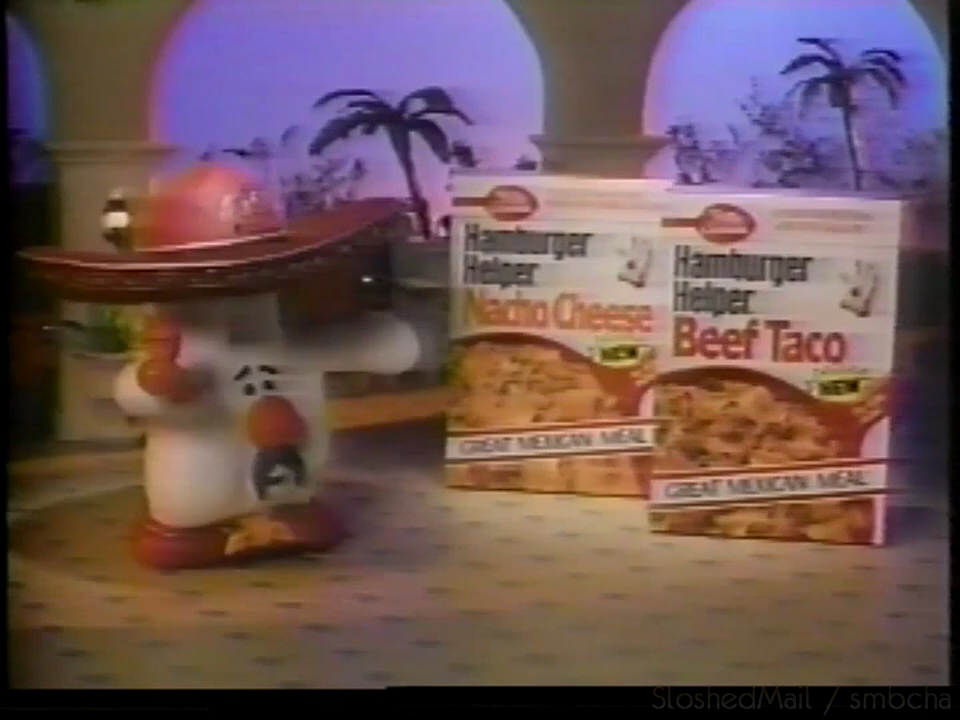 Hamburger
Helper
Nacho Cheese
NEW
GREAT MEXICAN MEAL
Hamburger
Helper
Beef Taco
NEW
GREAT MEXICAN MEAL
SloshedMail / smbcha